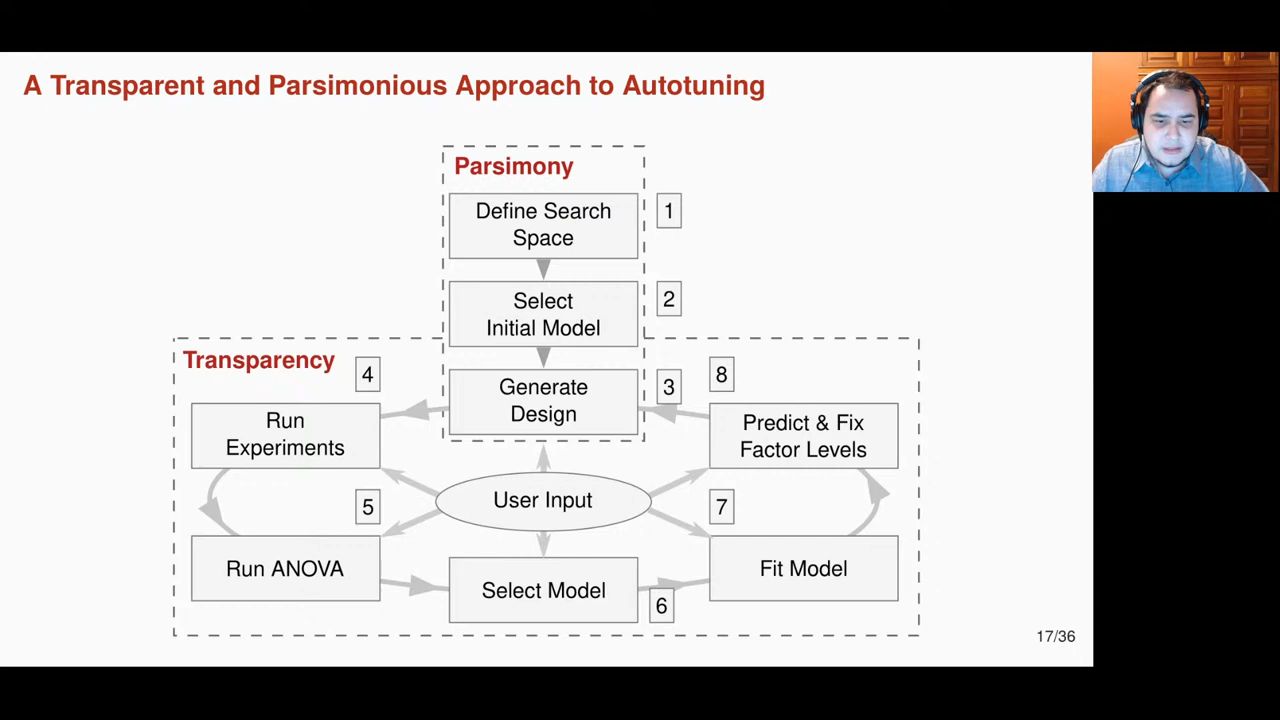 A Transparent and Parsimonious Approach to Autotuning
Parsimony
Define Search
Space
1
Select
Initial Model
2
Transparency
4
Generate
Design
3
8
Run
Experiments
Predict & Fix
Factor Levels
User Input
5
7
Run ANOVA
Select Model
6
Fit Model
17/36